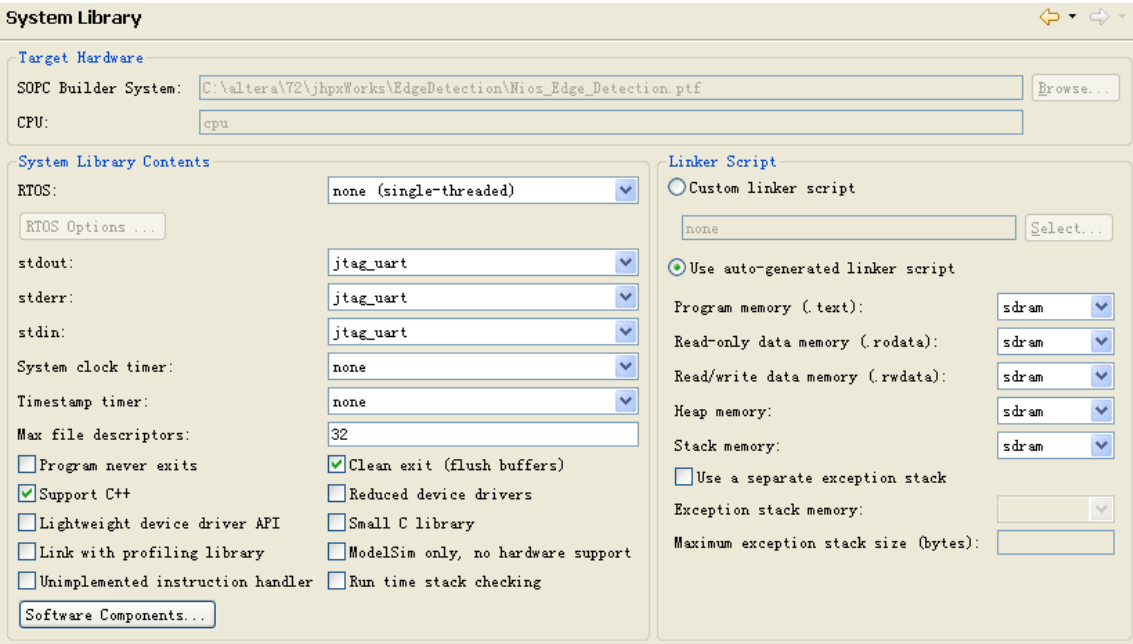 System Library
Target Hardware
SOPC Builder System: C:\altera\72\jhpxWorks\EdgeDetection\Nios_Edge_Detection.ptf Browse...
CPU: cpu
System Library Contents
RTOS: none (single-threaded)
RTOS Options ...
stdout: jtag_uart
stderr: jtag_uart
stdin: jtag_uart
System clock timer: none
Timestamp timer: none
Max file descriptors: 32
Program never exits Clean exit (flush buffers)
Support C++ Reduced device drivers
Lightweight device driver API Small C library
Link with profiling library ModelSim only, no hardware support
Unimplemented instruction handler Run time stack checking
Software Components...
Linker Script
Custom linker script
none Select...
Use auto-generated linker script
Program memory (.text): sdram
Read-only data memory (.rodata): sdram
Read/write data memory (.rwdata): sdram
Heap memory: sdram
Stack memory: sdram
Use a separate exception stack
Exception stack memory:
Maximum exception stack size (bytes):